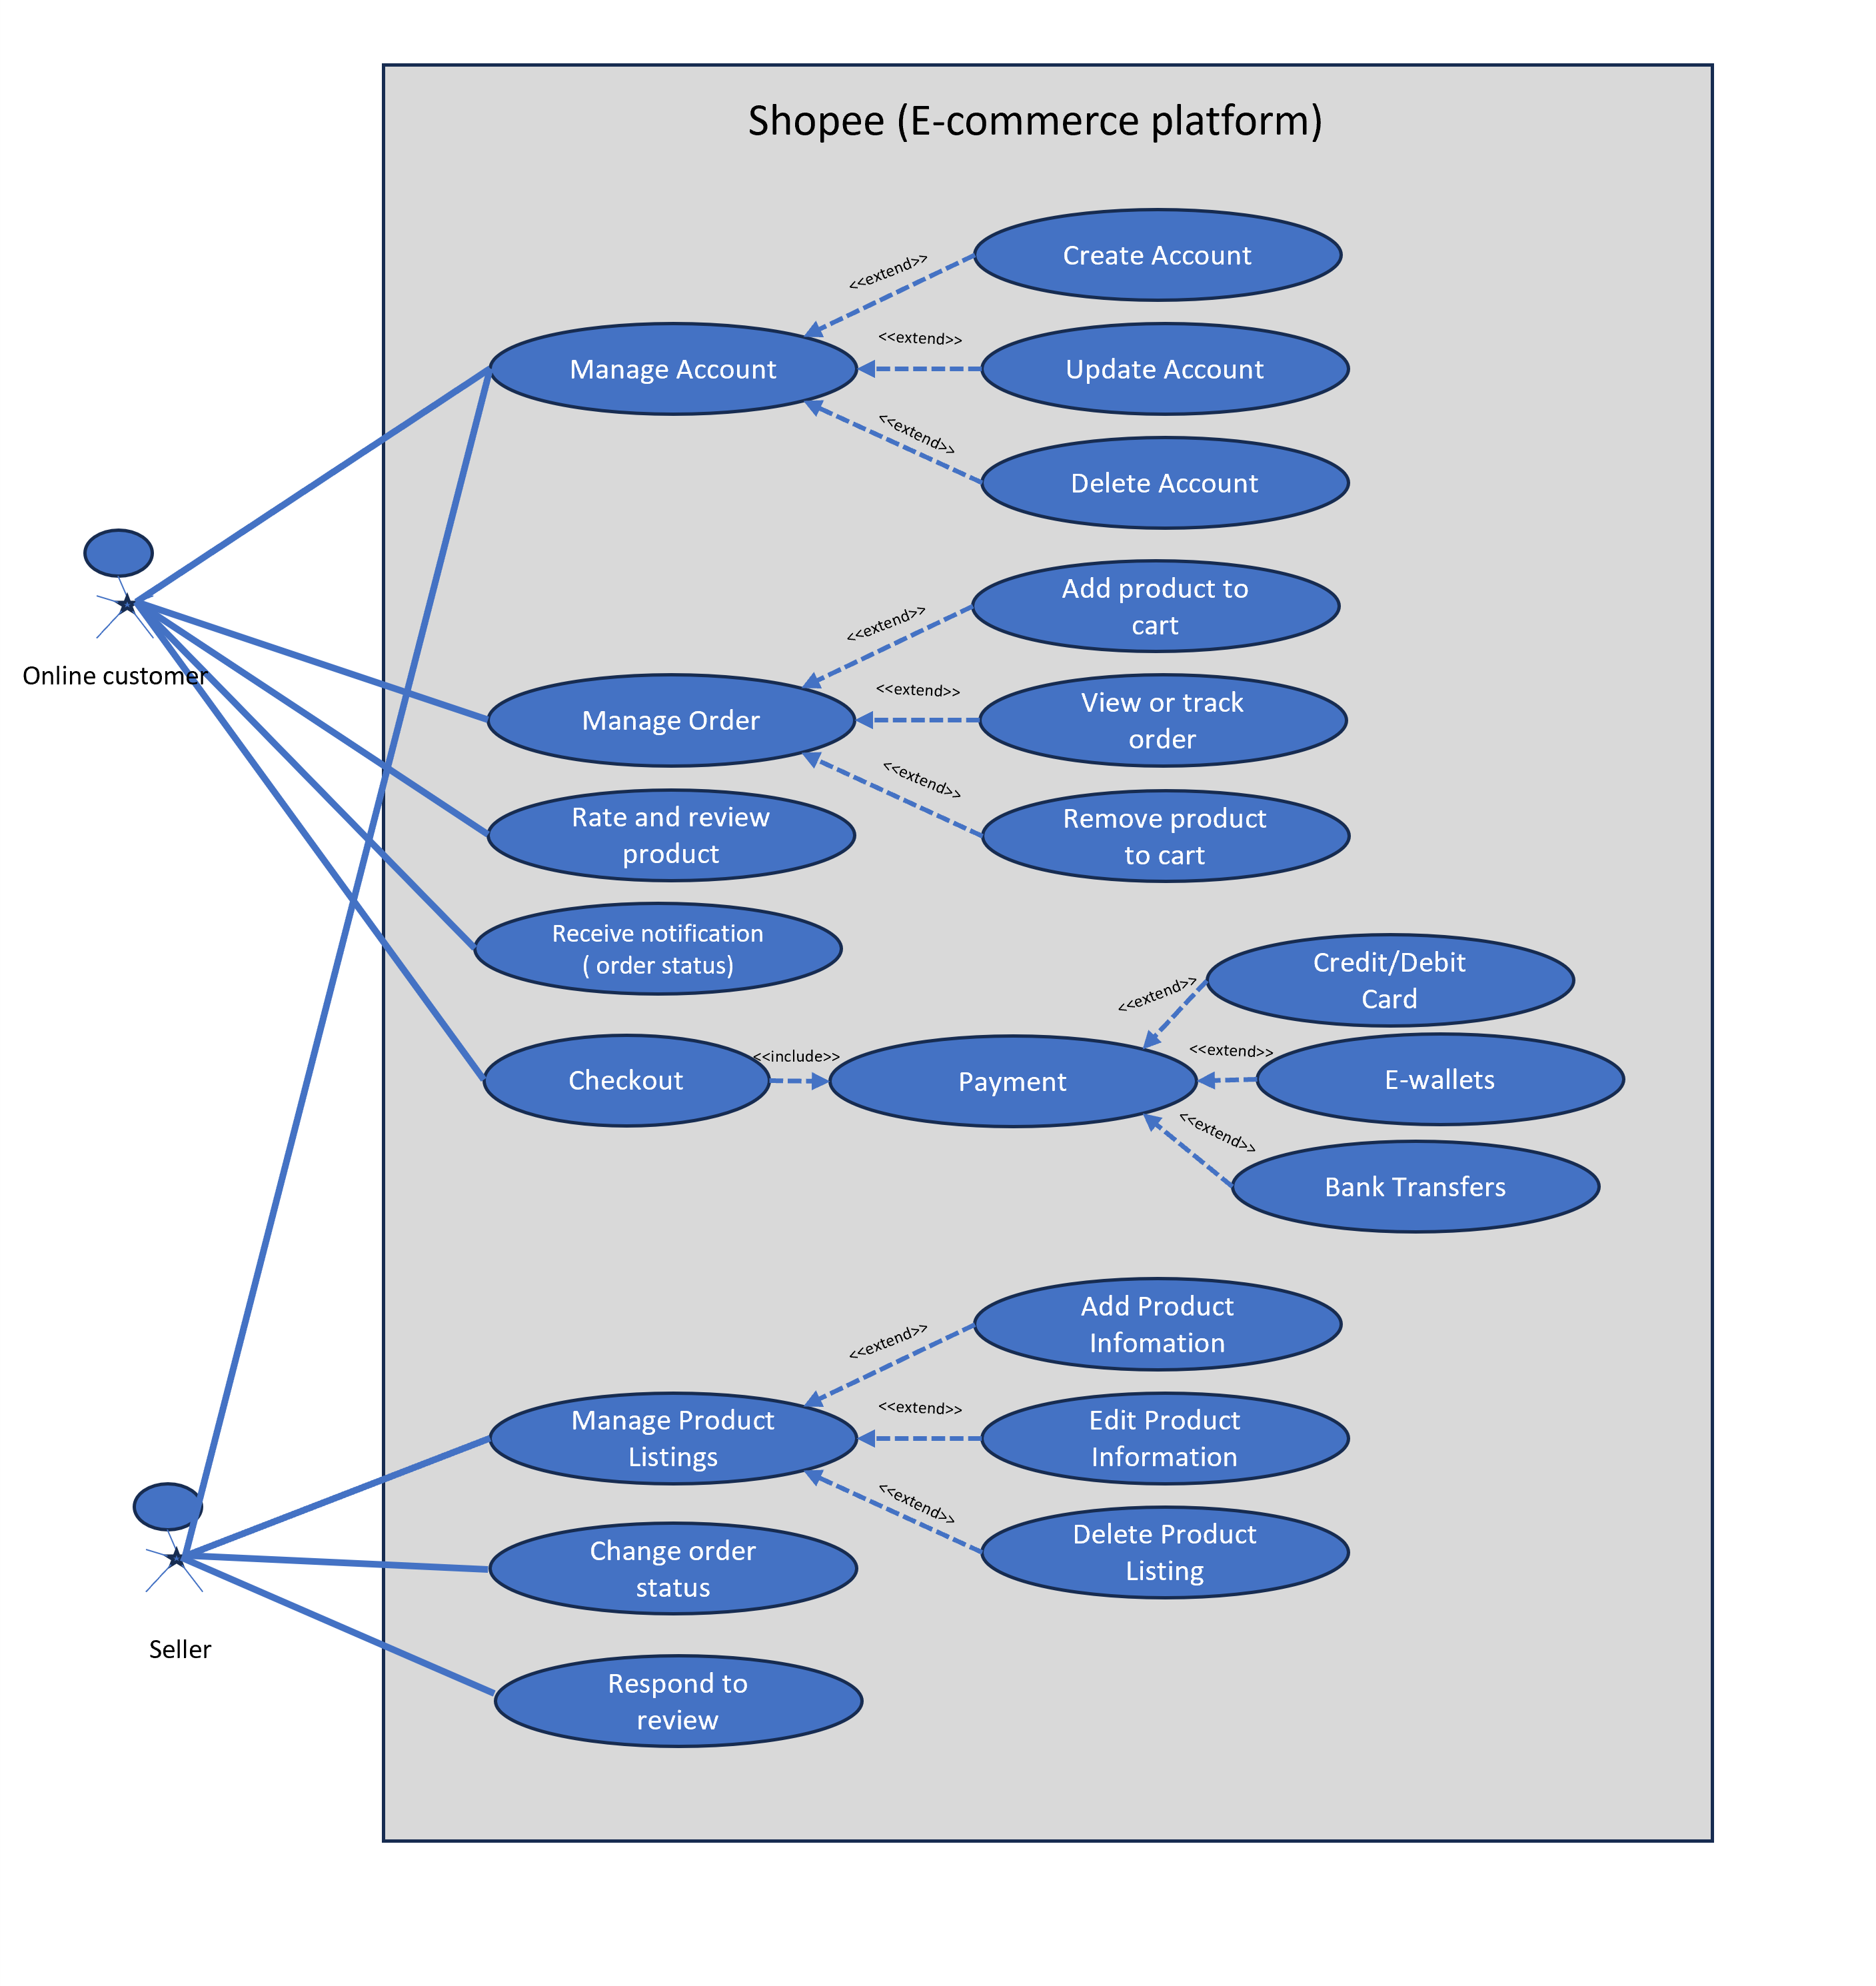 Shopee (E-commerce platform)
Create Account
<<extend>>
<<extend>>
Manage Account
Update Account
<<extend>>
Delete Account
Add product to
cart
<<extend>>
Online customer
<<extend>>
View or track
order
Manage Order
<<extend>>
Rate and review
product
Remove product
to cart
Receive notification
( order status)
Credit/Debit
Card
<<extend>>
<<include>>
<<extend>>
Checkout
Payment
E-wallets
<<extend>>
Bank Transfers
Add Product
Infomation
<<extend>>
<<extend>>
Manage Product
Listings
Edit Product
Information
<<extend>>
Change order
status
Delete Product
Listing
Seller
Respond to
review